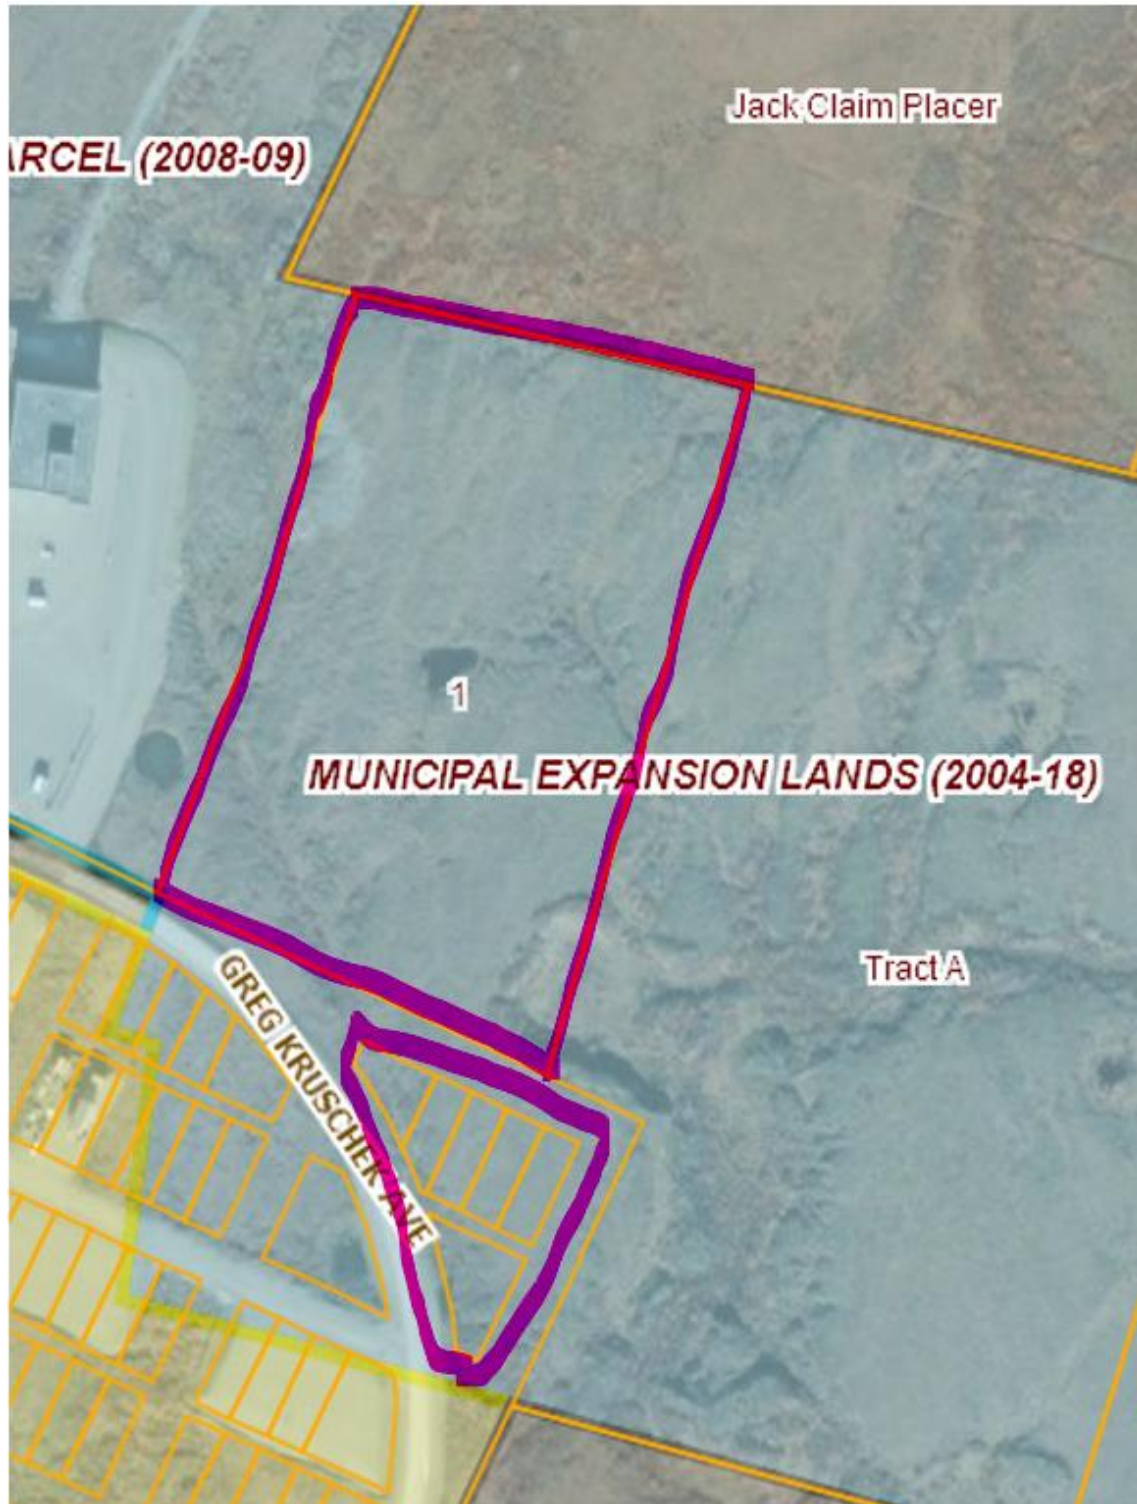 Jack Claim Placer
ARCEL (2008-09)
1
MUNICIPAL EXPANSION LANDS (2004-18)
Tract A
GREG KRUSCHEK AVE